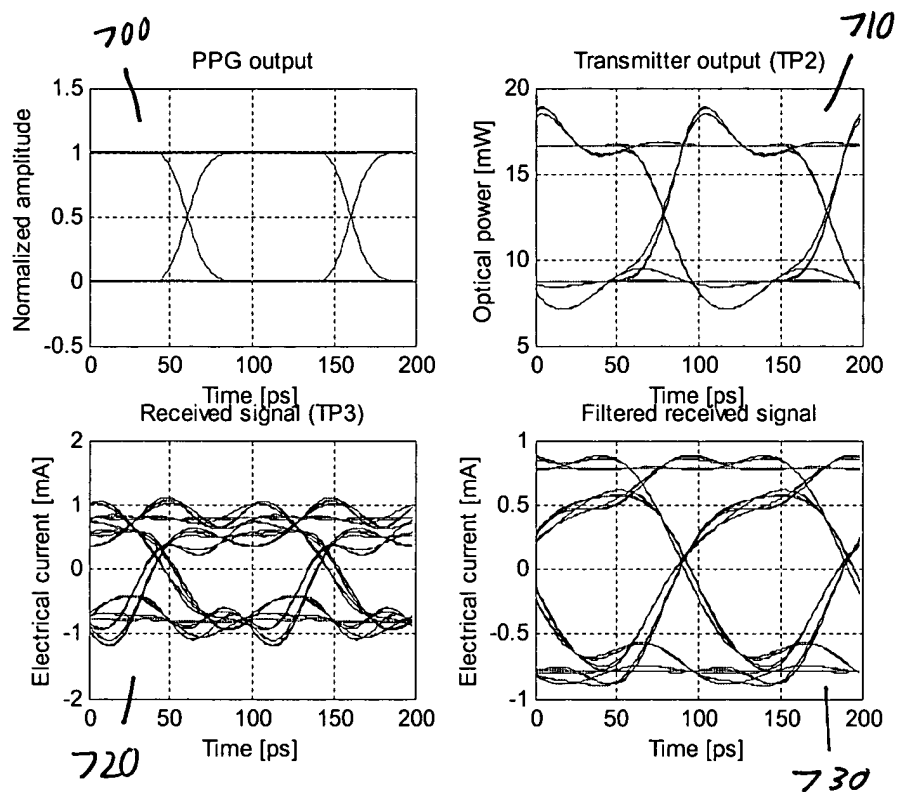 700
710
PPG output
Transmitter output (TP2)
Normalized amplitude
1.5
1
0.5
0
-0.5
0 50 100 150 200
Time [ps]
Optical power [mW]
20
15
10
5
0 50 100 150 200
Time [ps]
Received signal (TP3)
Filtered received signal
Electrical current [mA]
2
1
0
-1
-2
0 50 100 150 200
Time [ps]
Electrical current [mA]
1
0.5
0
-0.5
-1
0 50 100 150 200
Time [ps]
720
730